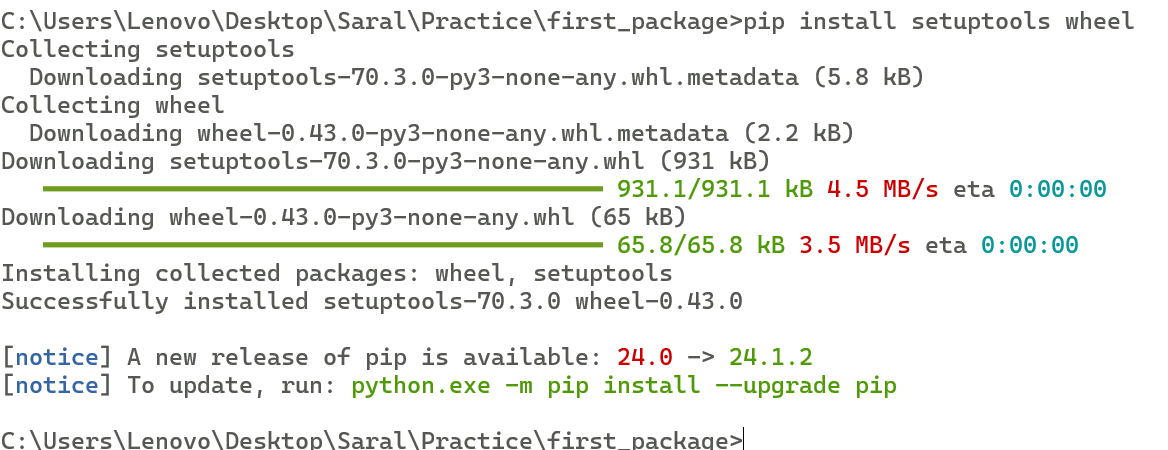 C:\Users\Lenovo\Desktop\Saral\Practice\first_package>pip install setuptools wheel
Collecting setuptools
  Downloading setuptools-70.3.0-py3-none-any.whl.metadata (5.8 kB)
Collecting wheel
  Downloading wheel-0.43.0-py3-none-any.whl.metadata (2.2 kB)
Downloading setuptools-70.3.0-py3-none-any.whl (931 kB)
931.1/931.1 kB 4.5 MB/s eta 0:00:00
Downloading wheel-0.43.0-py3-none-any.whl (65 kB)
65.8/65.8 kB 3.5 MB/s eta 0:00:00
Installing collected packages: wheel, setuptools
Successfully installed setuptools-70.3.0 wheel-0.43.0
[notice] A new release of pip is available: 24.0 -> 24.1.2
[notice] To update, run: python.exe -m pip install --upgrade pip
C:\Users\Lenovo\Desktop\Saral\Practice\first_package>